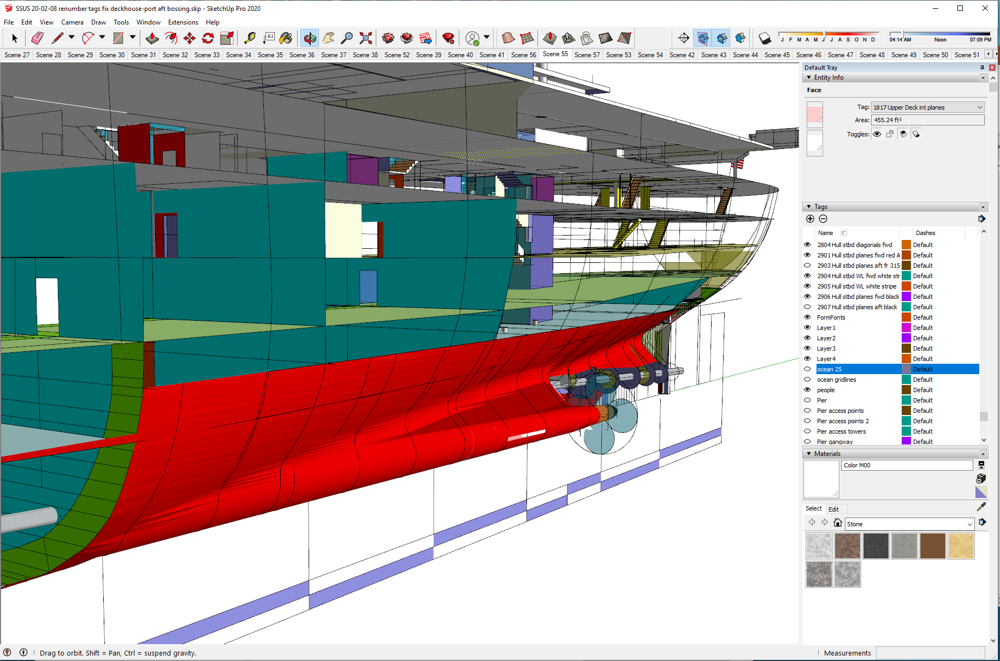 SSUS 20-02-08 renumber tags fix deckhouse-port aft bossing.skp - SketchUp Pro 2020
File Edit View Camera Draw Tools Window Extensions Help
A1
J F M A M J J A S O N D
04:14 AM Noon 07:09 PM
Scene 27 Scene 28 Scene 29 Scene 30 Scene 31 Scene 32 Scene 33 Scene 34 Scene 35 Scene 36 Scene 37 Scene 38 Scene 52 Scene 39 Scene 40 Scene 41 Scene 56 Scene 55 Scene 57 Scene 53 Scene 54 Scene 42 Scene 43 Scene 44 Scene 45 Scene 46 Scene 47 Scene 48 Scene 49 Scene 50 Scene 51
Default Tray
Entity Info
Face
Tag: 1817 Upper Deck int planes
Area: 455.24 ft²
Toggles:
Tags
Name Dashes
2804 Hull stbd diagonals fwd Default
2901 Hull stbd planes fwd red A Default
2903 Hull stbd planes aft fr 315 Default
2904 Hull stbd WL fwd white str Default
2905 Hull stbd WL white stripe Default
2906 Hull stbd planes fwd black Default
2907 Hull stbd planes aft black Default
FormFonts Default
Layer1 Default
Layer2 Default
Layer3 Default
Layer4 Default
ocean 25 Default
ocean gridlines Default
people Default
Pier Default
Pier access points Default
Pier access points 2 Default
Pier access towers Default
Pier gangway Default
Materials
Color M00
Select Edit
Stone
Drag to orbit. Shift = Pan, Ctrl = suspend gravity.
Measurements